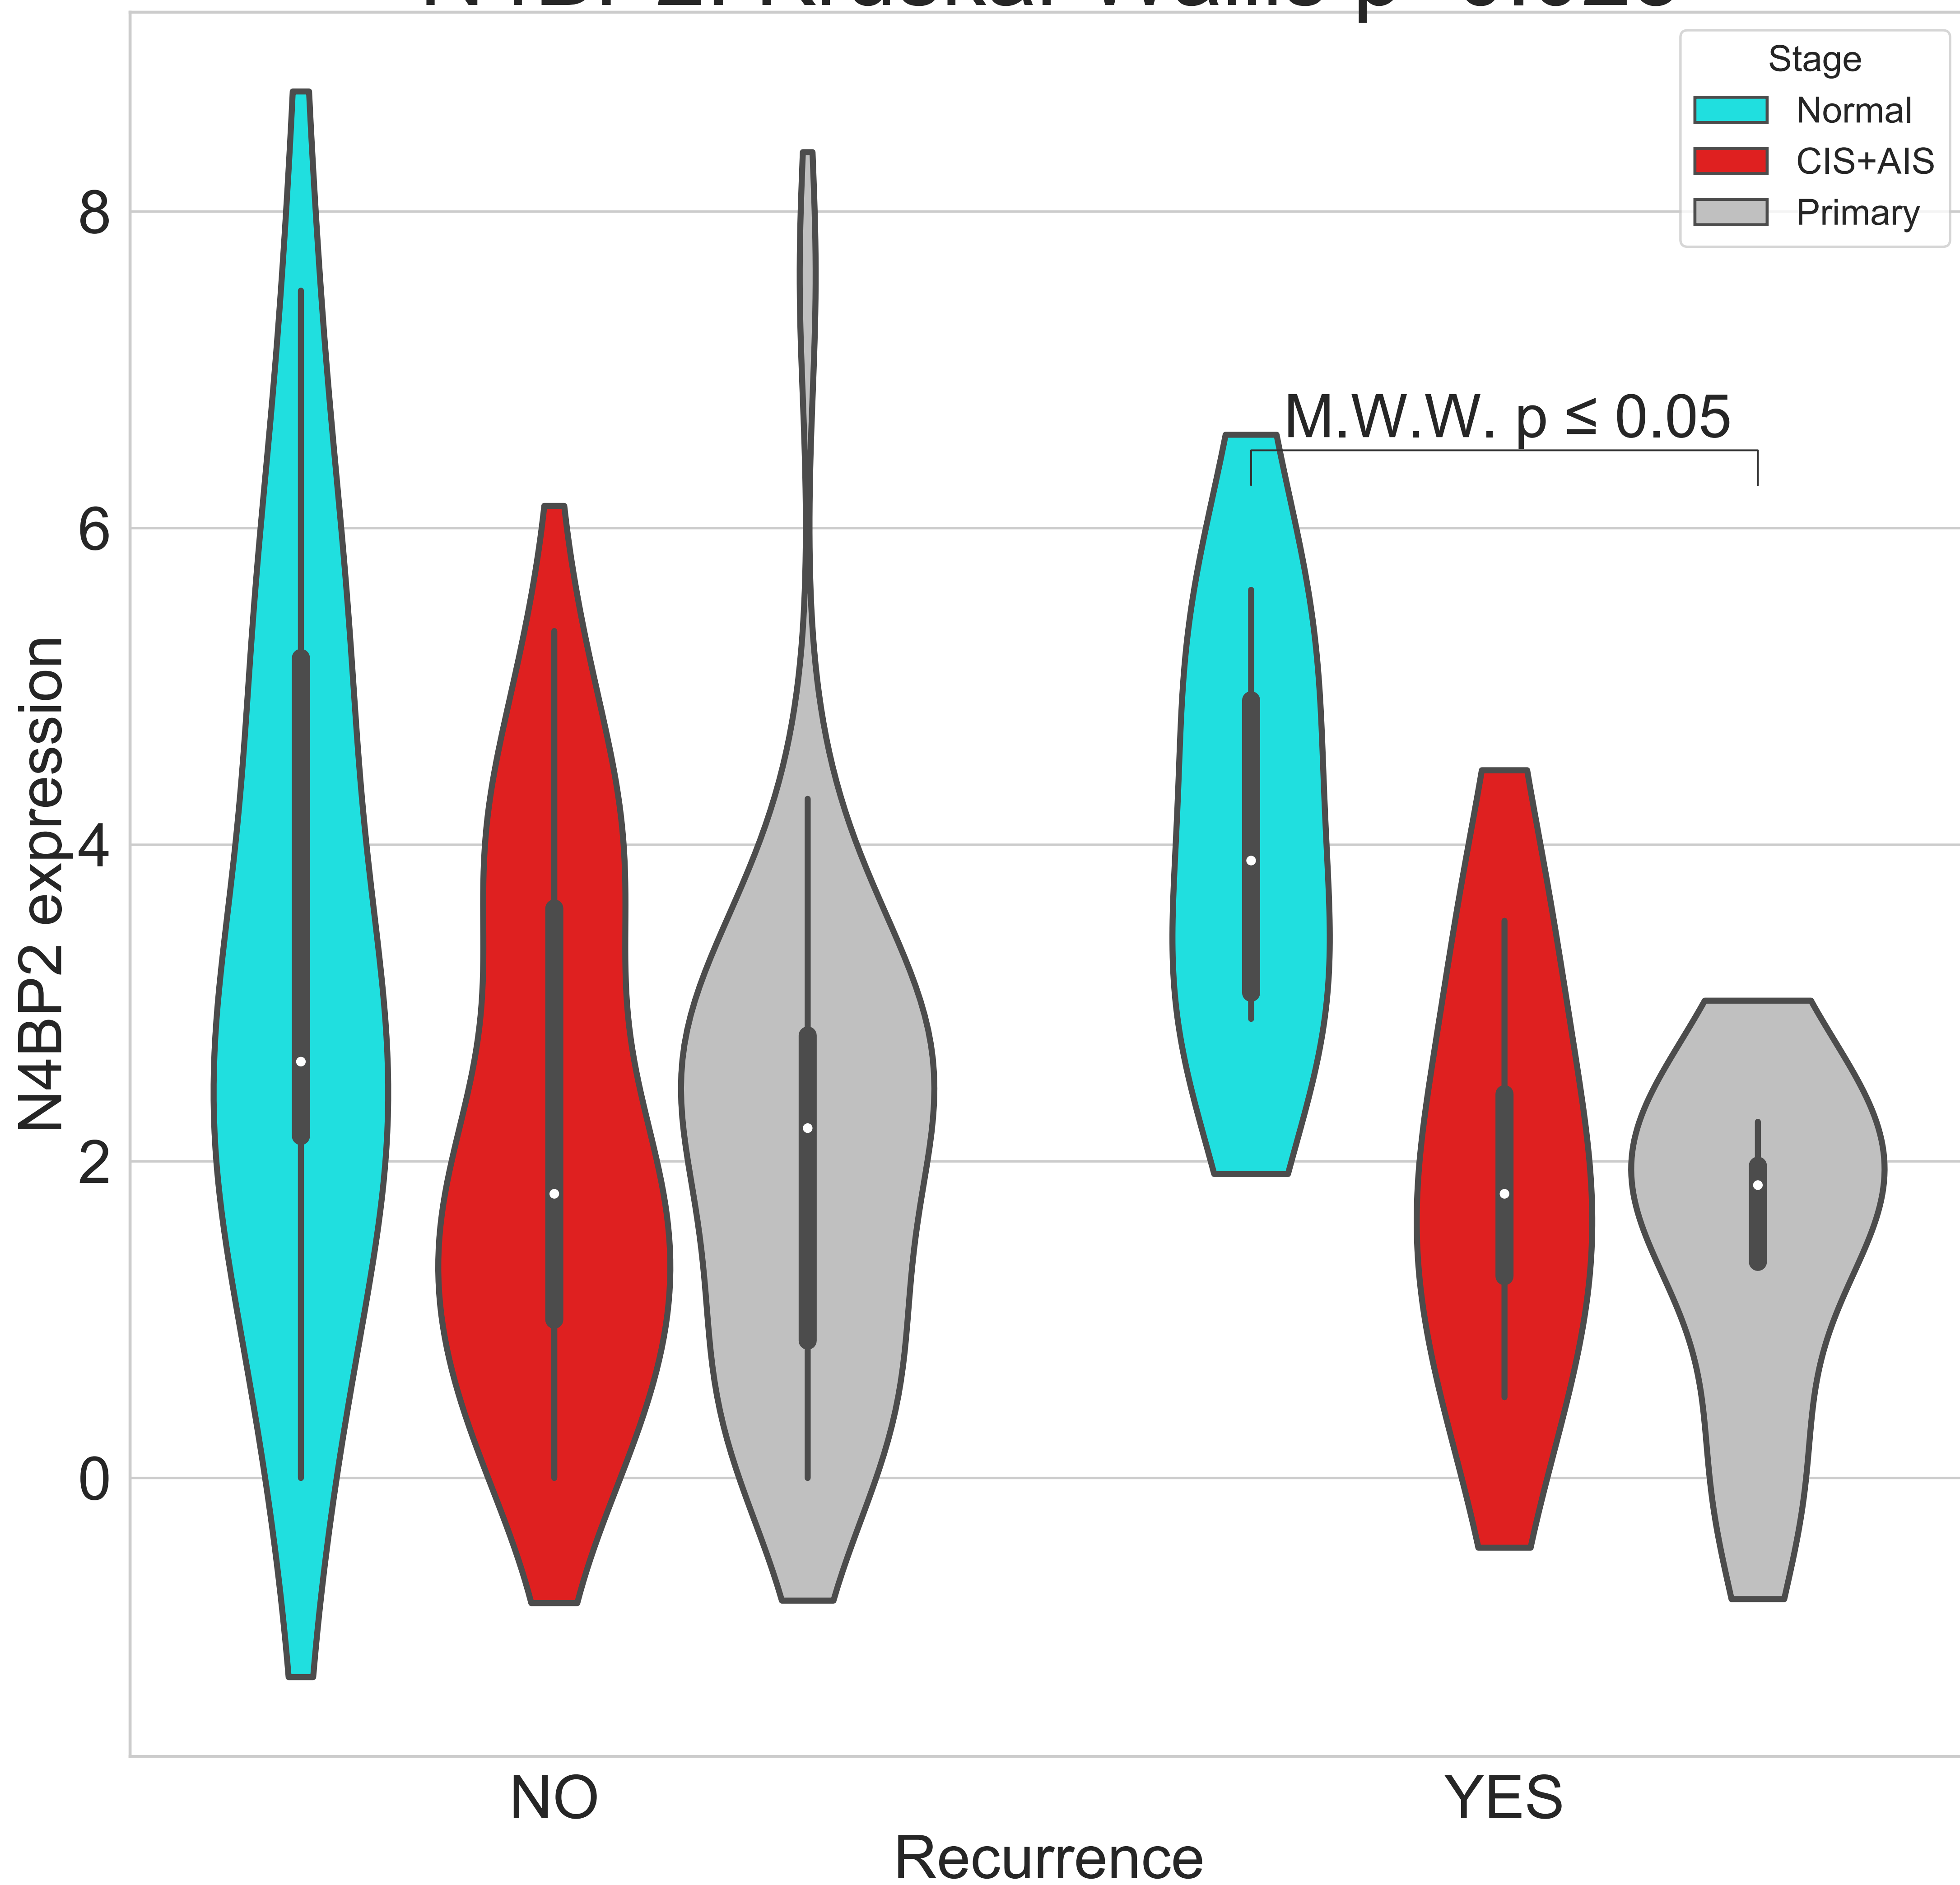 Stage
Normal
CIS+AIS
Primary
8
6
4
2
0
M.W.W. p ≤ 0.05
N4BP2 expression
NO
YES
Recurrence